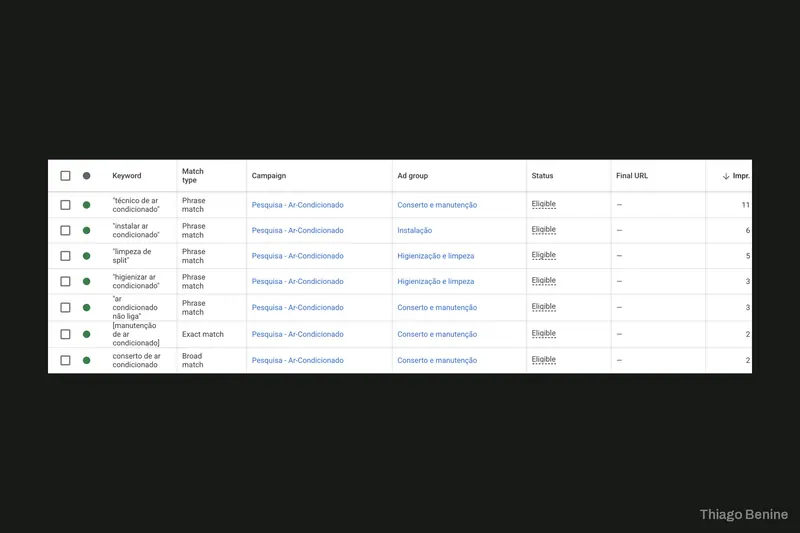 Keyword Match type Campaign Ad group Status Final URL ↓ Impr.
"técnico de ar condicionado" Phrase match Pesquisa - Ar-Condicionado Conserto e manutenção Eligible — 11
"instalar ar condicionado" Phrase match Pesquisa - Ar-Condicionado Instalação Eligible — 6
"limpeza de split" Phrase match Pesquisa - Ar-Condicionado Higienização e limpeza Eligible — 5
"higienizar ar condicionado" Phrase match Pesquisa - Ar-Condicionado Higienização e limpeza Eligible — 3
"ar condicionado não liga" Phrase match Pesquisa - Ar-Condicionado Conserto e manutenção Eligible — 3
[manutenção de ar condicionado] Exact match Pesquisa - Ar-Condicionado Conserto e manutenção Eligible — 2
conserto de ar condicionado Broad match Pesquisa - Ar-Condicionado Conserto e manutenção Eligible — 2
Thiago Benine